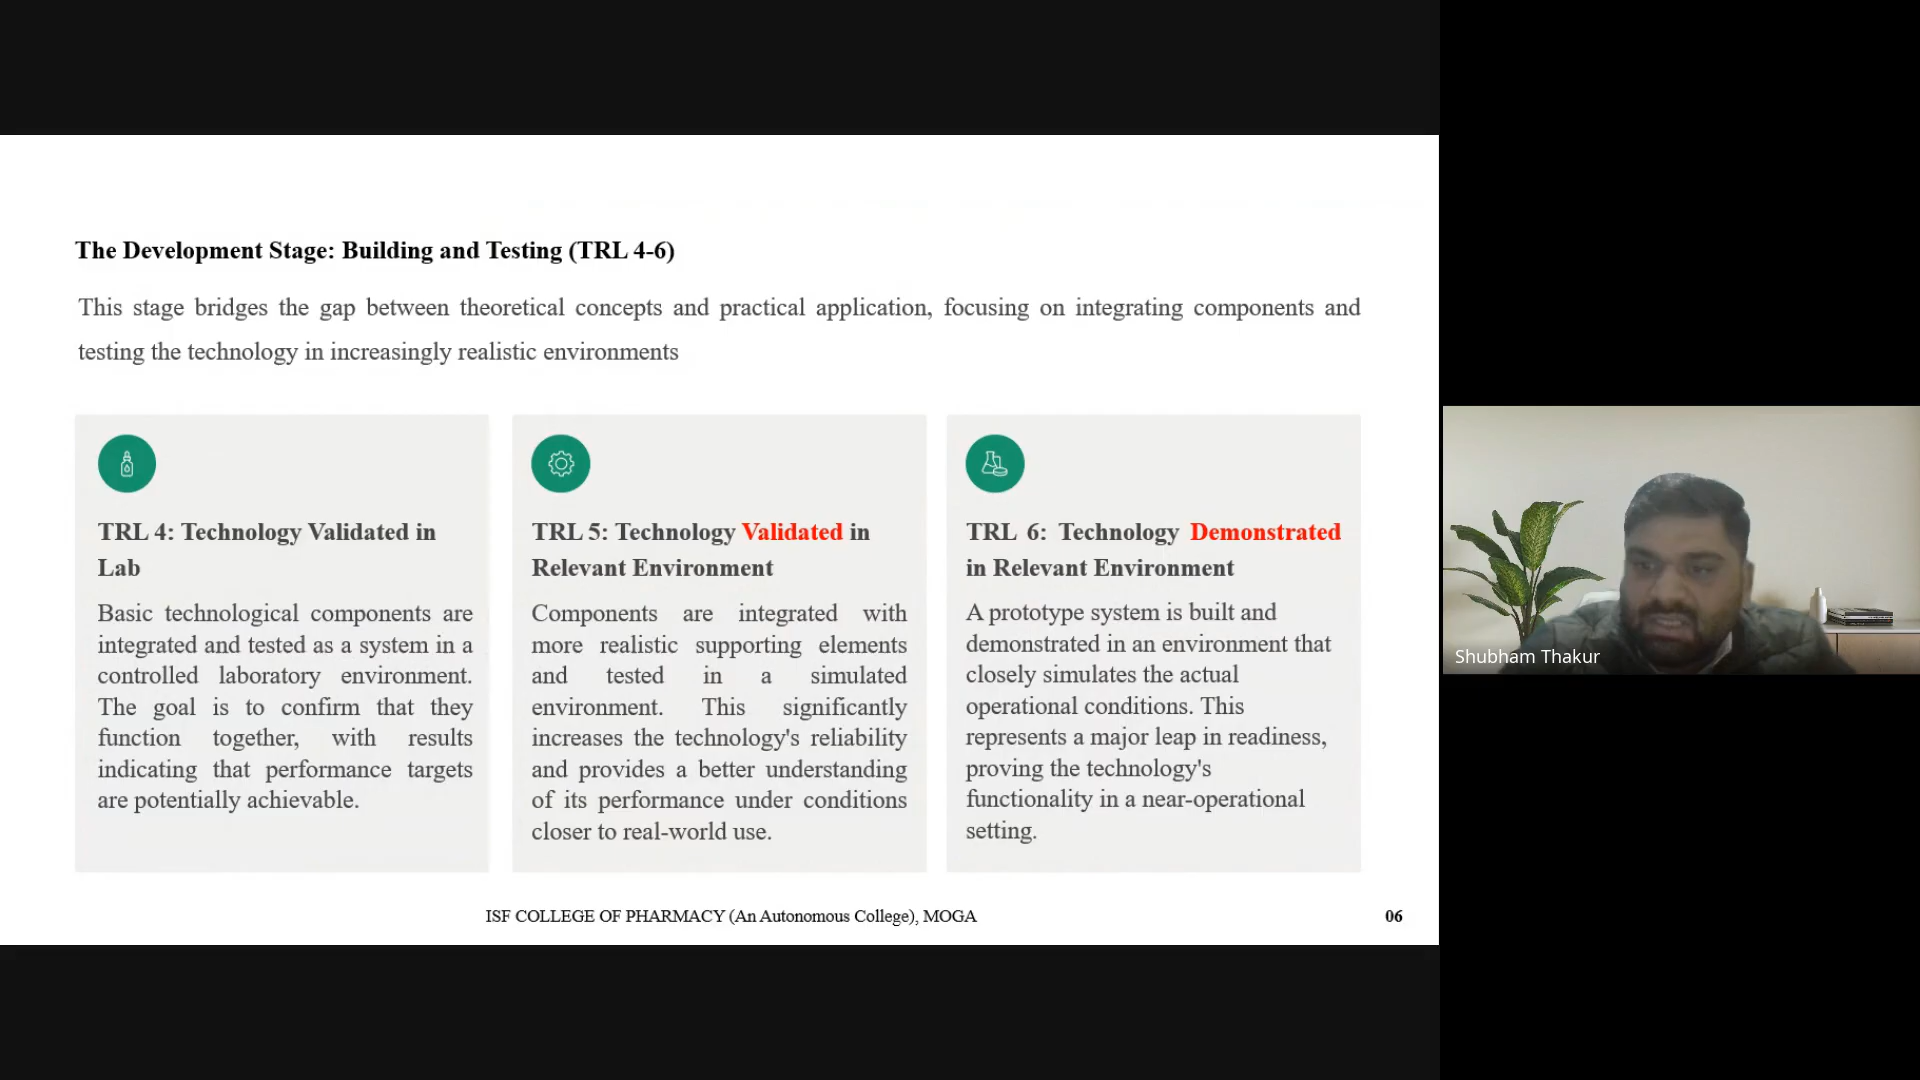 The Development Stage: Building and Testing (TRL 4-6)
This stage bridges the gap between theoretical concepts and practical application, focusing on integrating components and
testing the technology in increasingly realistic environments
TRL 4: Technology Validated in
Lab
Basic technological components are
integrated and tested as a system in a
controlled laboratory environment.
The goal is to confirm that they
function together, with results
indicating that performance targets
are potentially achievable.
TRL 5: Technology Validated in
Relevant Environment
Components are integrated with
more realistic supporting elements
and tested in a simulated
environment. This significantly
increases the technology's reliability
and provides a better understanding
of its performance under conditions
closer to real-world use.
TRL 6: Technology Demonstrated
in Relevant Environment
A prototype system is built and
demonstrated in an environment that
closely simulates the actual
operational conditions. This
represents a major leap in readiness,
proving the technology's
functionality in a near-operational
setting.
ISF COLLEGE OF PHARMACY (An Autonomous College), MOGA
06
Shubham Thakur